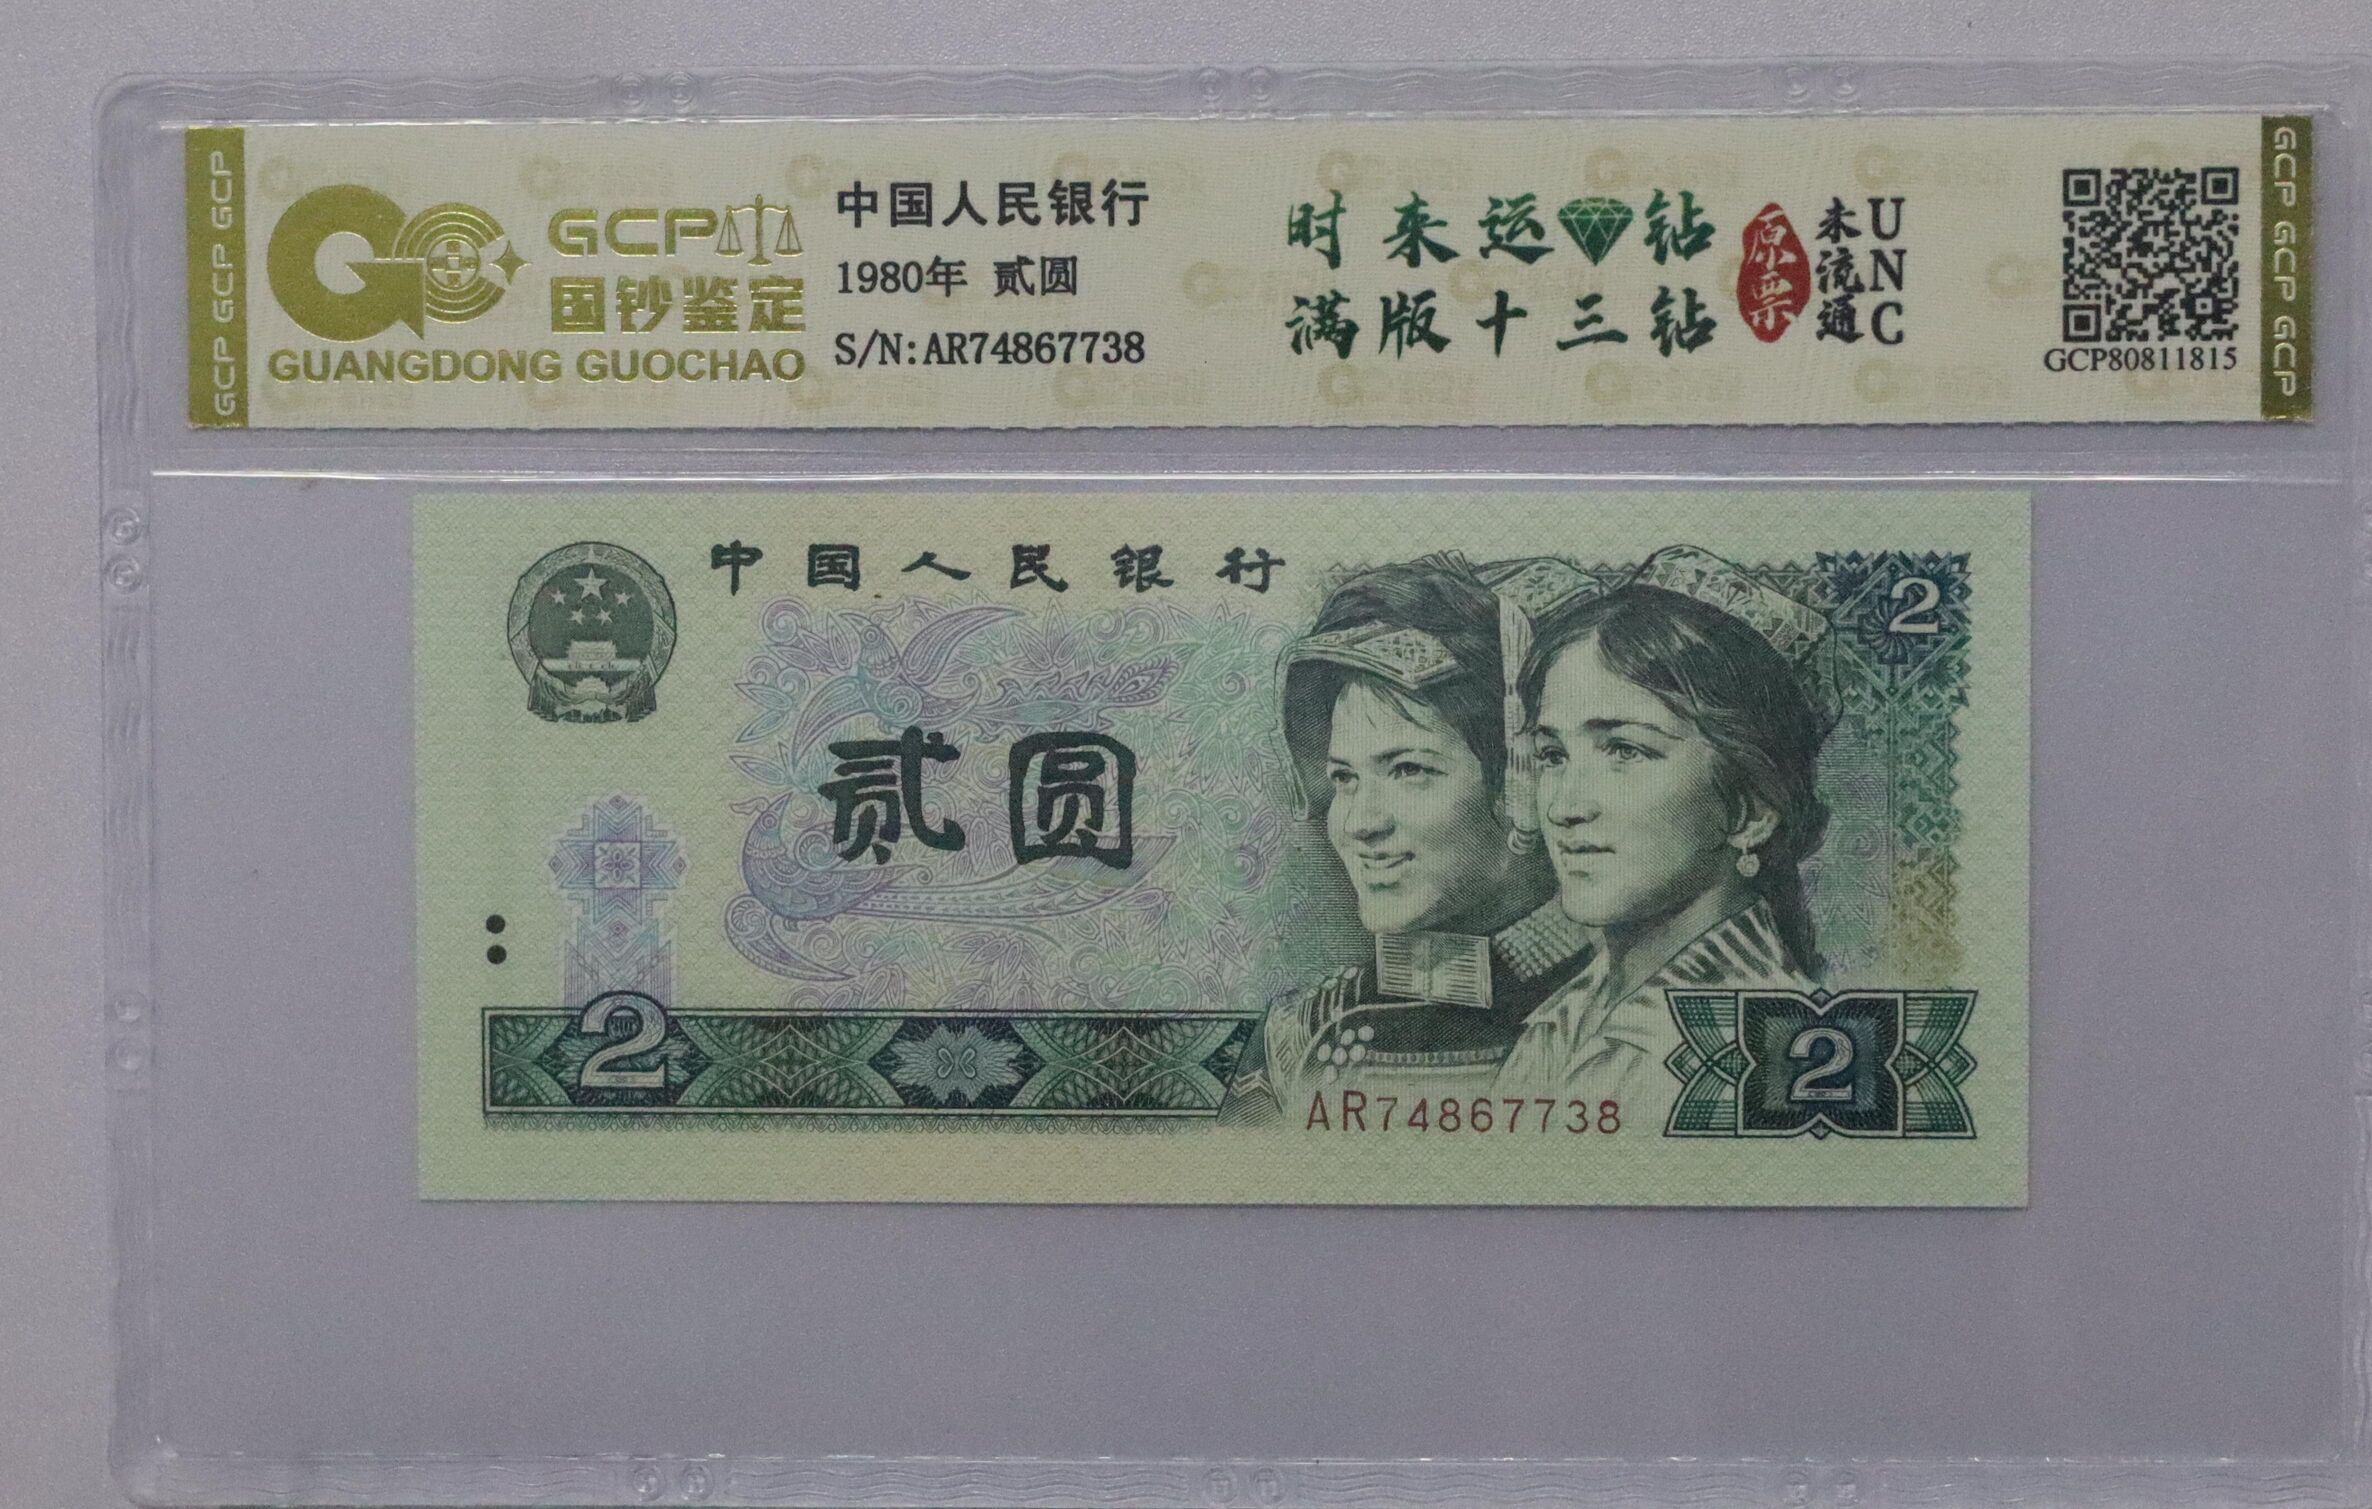 GCP GCP GCP
GCP
国钞鉴定
GUANGDONG GUOCHAO
中国人民银行
1980年 贰圆
S/N:AR74867738
时来运钻
满版十三钻
原票
未流通
UNC
GCP80811815
GCP GCP GCP
中国人民银行
2
贰圆
2
2
AR74867738